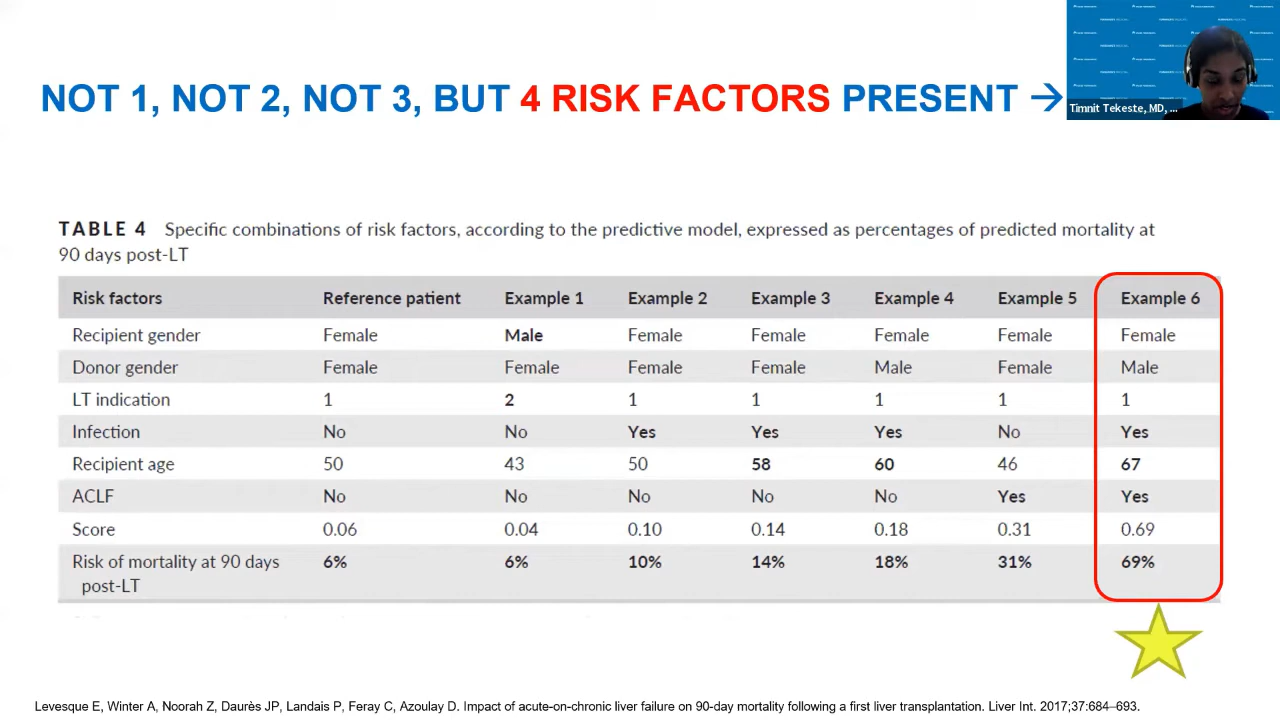 NOT 1, NOT 2, NOT 3, BUT 4 RISK FACTORS PRESENT →
Timnit Tekeste, MD, ...
TABLE 4 Specific combinations of risk factors, according to the predictive model, expressed as percentages of predicted mortality at
90 days post-LT
Risk factors Reference patient Example 1 Example 2 Example 3 Example 4 Example 5 Example 6
Recipient gender Female Male Female Female Female Female Female
Donor gender Female Female Female Female Male Female Male
LT indication 1 2 1 1 1 1 1
Infection No No Yes Yes Yes No Yes
Recipient age 50 43 50 58 60 46 67
ACLF No No No No No Yes Yes
Score 0.06 0.04 0.10 0.14 0.18 0.31 0.69
Risk of mortality at 90 days 6% 6% 10% 14% 18% 31% 69%
post-LT
Levesque E, Winter A, Noorah Z, Daurès JP, Landais P, Feray C, Azoulay D. Impact of acute-on-chronic liver failure on 90-day mortality following a first liver transplantation. Liver Int. 2017;37:684–693.